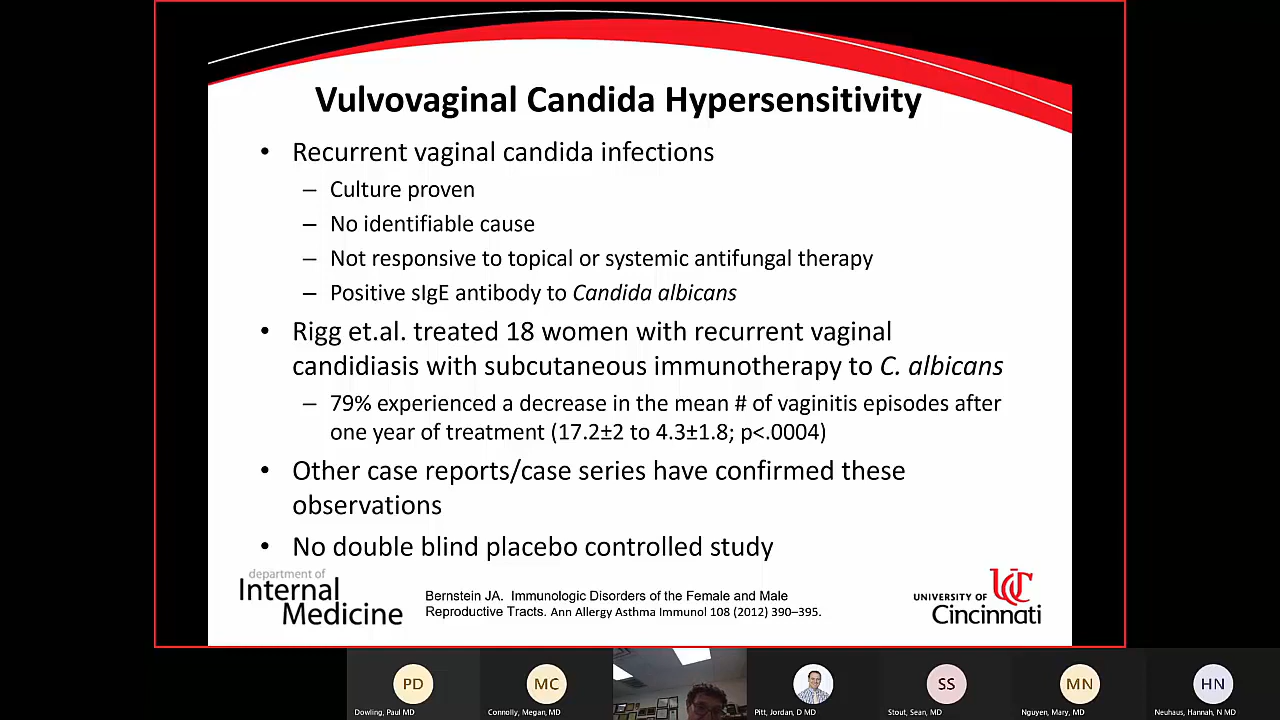 Vulvovaginal Candida Hypersensitivity
• Recurrent vaginal candida infections
– Culture proven
– No identifiable cause
– Not responsive to topical or systemic antifungal therapy
– Positive sIgE antibody to Candida albicans
• Rigg et.al. treated 18 women with recurrent vaginal
candidiasis with subcutaneous immunotherapy to C. albicans
– 79% experienced a decrease in the mean # of vaginitis episodes after
one year of treatment (17.2±2 to 4.3±1.8; p<.0004)
• Other case reports/case series have confirmed these
observations
• No double blind placebo controlled study
department of
Internal
Medicine
Bernstein JA. Immunologic Disorders of the Female and Male
Reproductive Tracts. Ann Allergy Asthma Immunol 108 (2012) 390–395.
UC
UNIVERSITY OF
Cincinnati
PD
MC
SS
MN
HN
Dowling, Paul MD
Connolly, Megan, MD
Pitt, Jordan, D MD
Stout, Sean, MD
Nguyen, Mary, MD
Neuhaus, Hannah, N MD